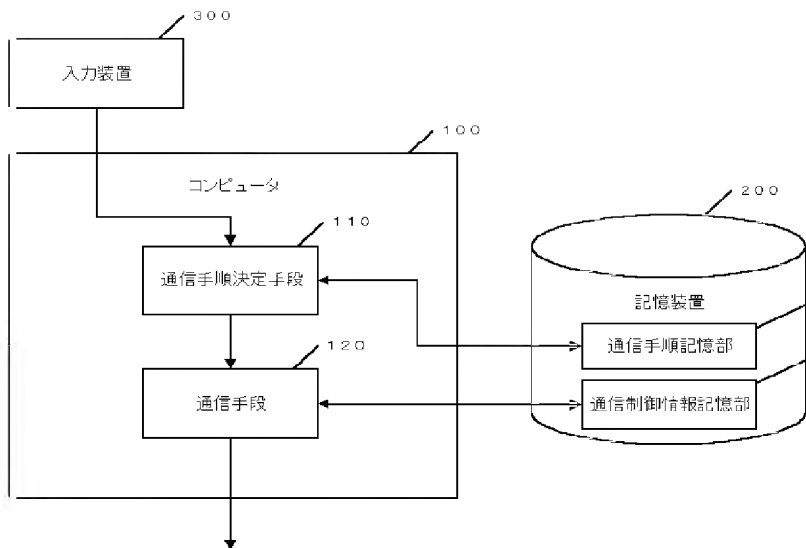 ３００
入力装置
１００
コンピュータ
２００
１１０
通信手順決定手段
記憶装置
通信手順記憶部
１２０
通信手段
通信制御情報記憶部